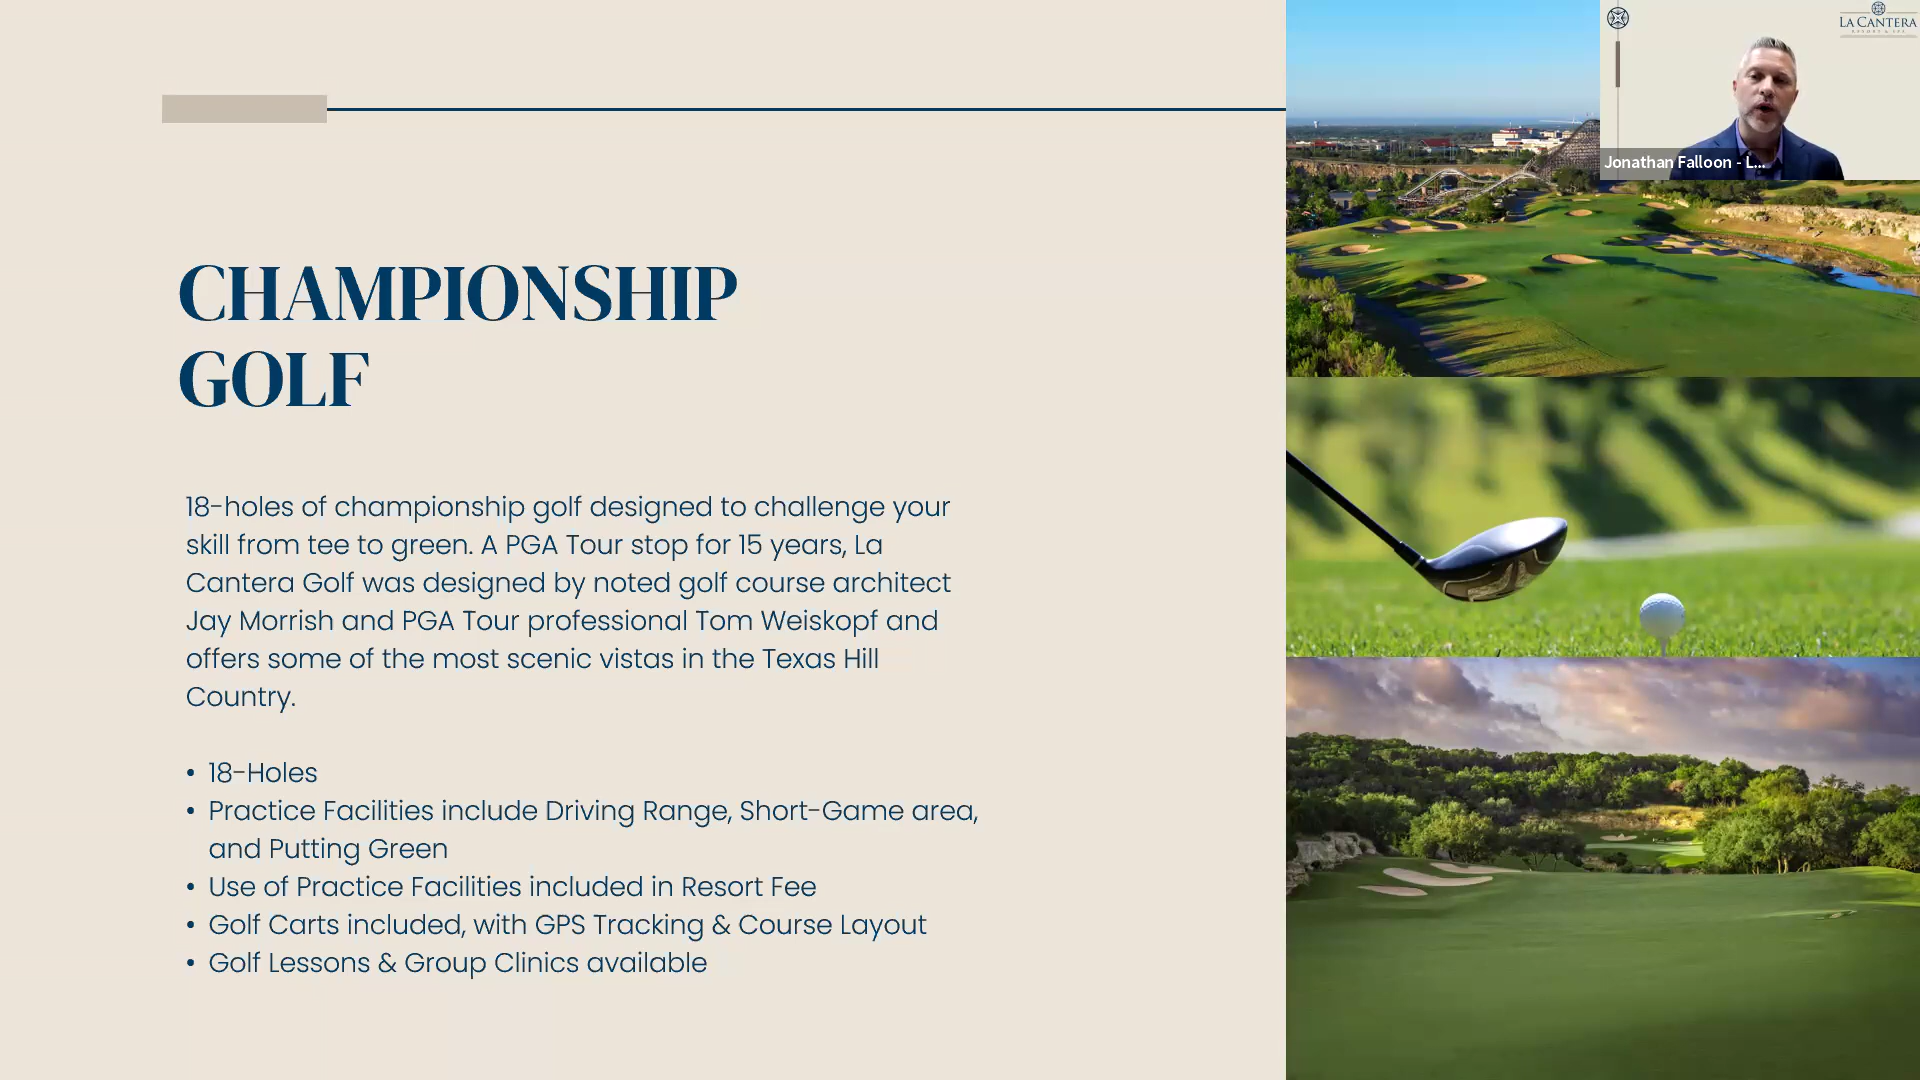 LA CANTERA
RESORT & SPA
Jonathan Falloon - L...
CHAMPIONSHIP
GOLF
18-holes of championship golf designed to challenge your
skill from tee to green. A PGA Tour stop for 15 years, La
Cantera Golf was designed by noted golf course architect
Jay Morrish and PGA Tour professional Tom Weiskopf and
offers some of the most scenic vistas in the Texas Hill
Country.
• 18-Holes
• Practice Facilities include Driving Range, Short-Game area,
and Putting Green
• Use of Practice Facilities included in Resort Fee
• Golf Carts included, with GPS Tracking & Course Layout
• Golf Lessons & Group Clinics available